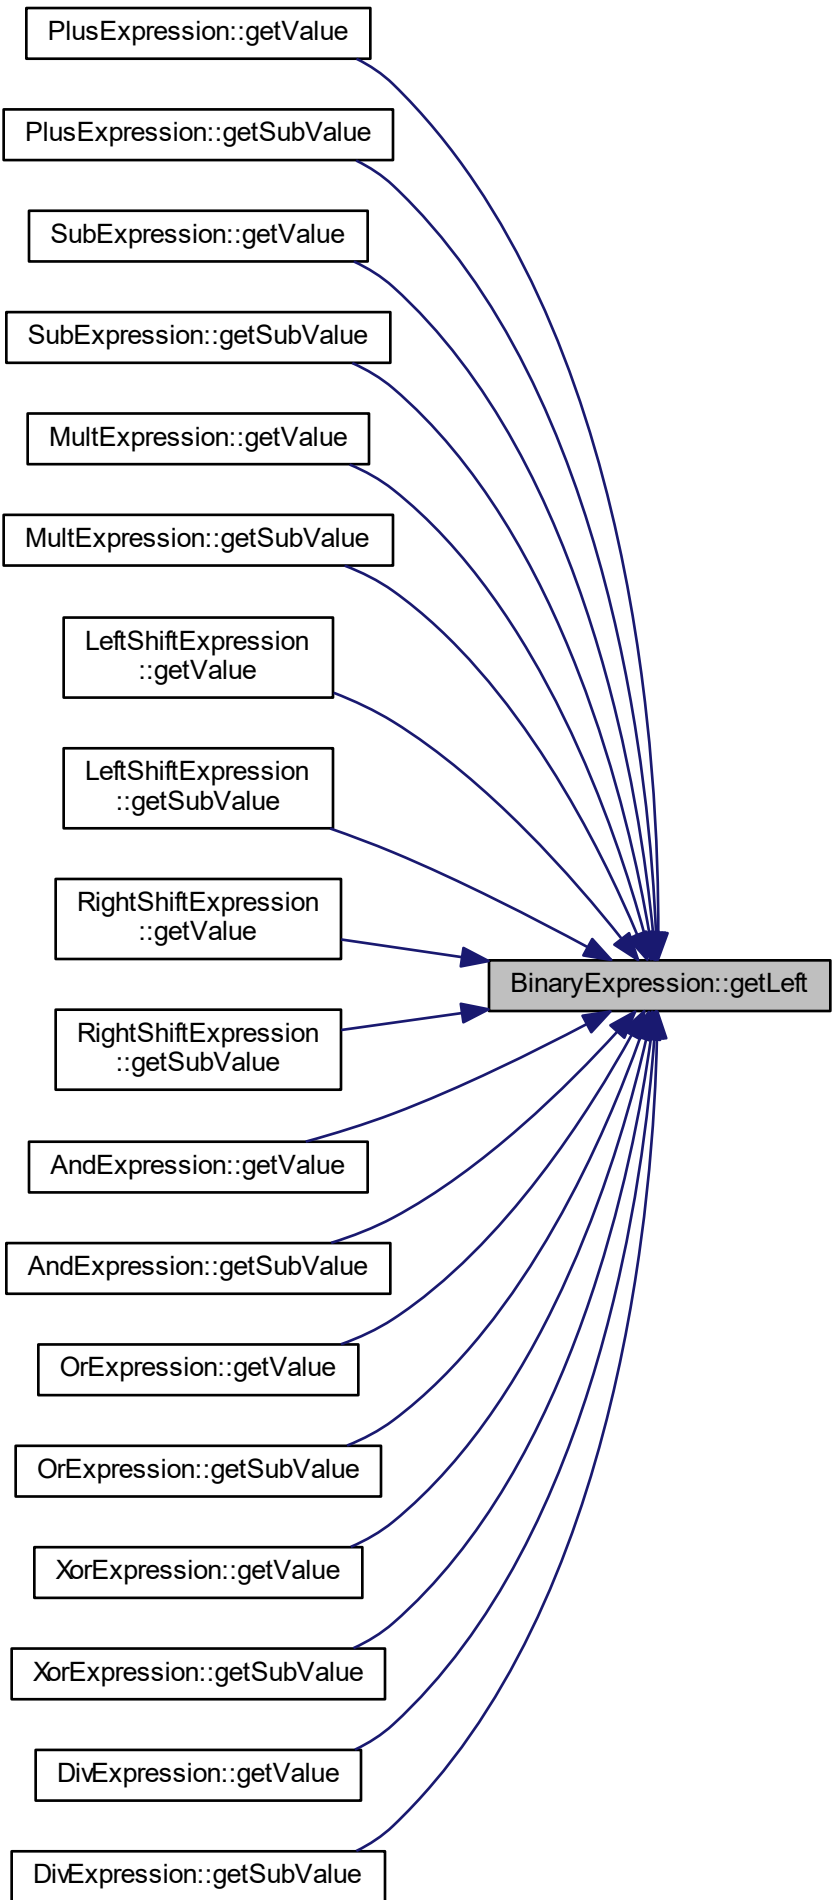 PlusExpression::getValue
PlusExpression::getSubValue
SubExpression::getValue
SubExpression::getSubValue
MultExpression::getValue
MultExpression::getSubValue
LeftShiftExpression
::getValue
LeftShiftExpression
::getSubValue
RightShiftExpression
::getValue
BinaryExpression::getLeft
RightShiftExpression
::getSubValue
AndExpression::getValue
AndExpression::getSubValue
OrExpression::getValue
OrExpression::getSubValue
XorExpression::getValue
XorExpression::getSubValue
DivExpression::getValue
DivExpression::getSubValue